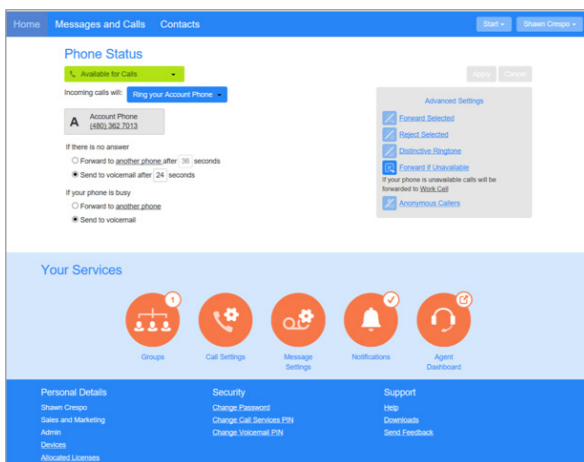 Home Messages and Calls Contacts Start Shawn Crespo
Phone Status
Available for Calls
Apply Cancel
Incoming calls will: Ring your Account Phone
A Account Phone
(480) 362 7013
If there is no answer
Forward to another phone after 36 seconds
Send to voicemail after 24 seconds
If your phone is busy
Forward to another phone
Send to voicemail
Advanced Settings
Forward Selected
Reject Selected
Distinctive Ringtone
Forward if Unavailable
If your phone is unavailable calls will be
forwarded to Work Cell
Anonymous Callers
Your Services
1
Groups
Call Settings
Message
Settings
Notifications
Agent
Dashboard
Personal Details
Shawn Crespo
Sales and Marketing
Admin
Devices
Allocated Licenses
Security
Change Password
Change Call Services PIN
Change Voicemail PIN
Support
Help
Downloads
Send Feedback